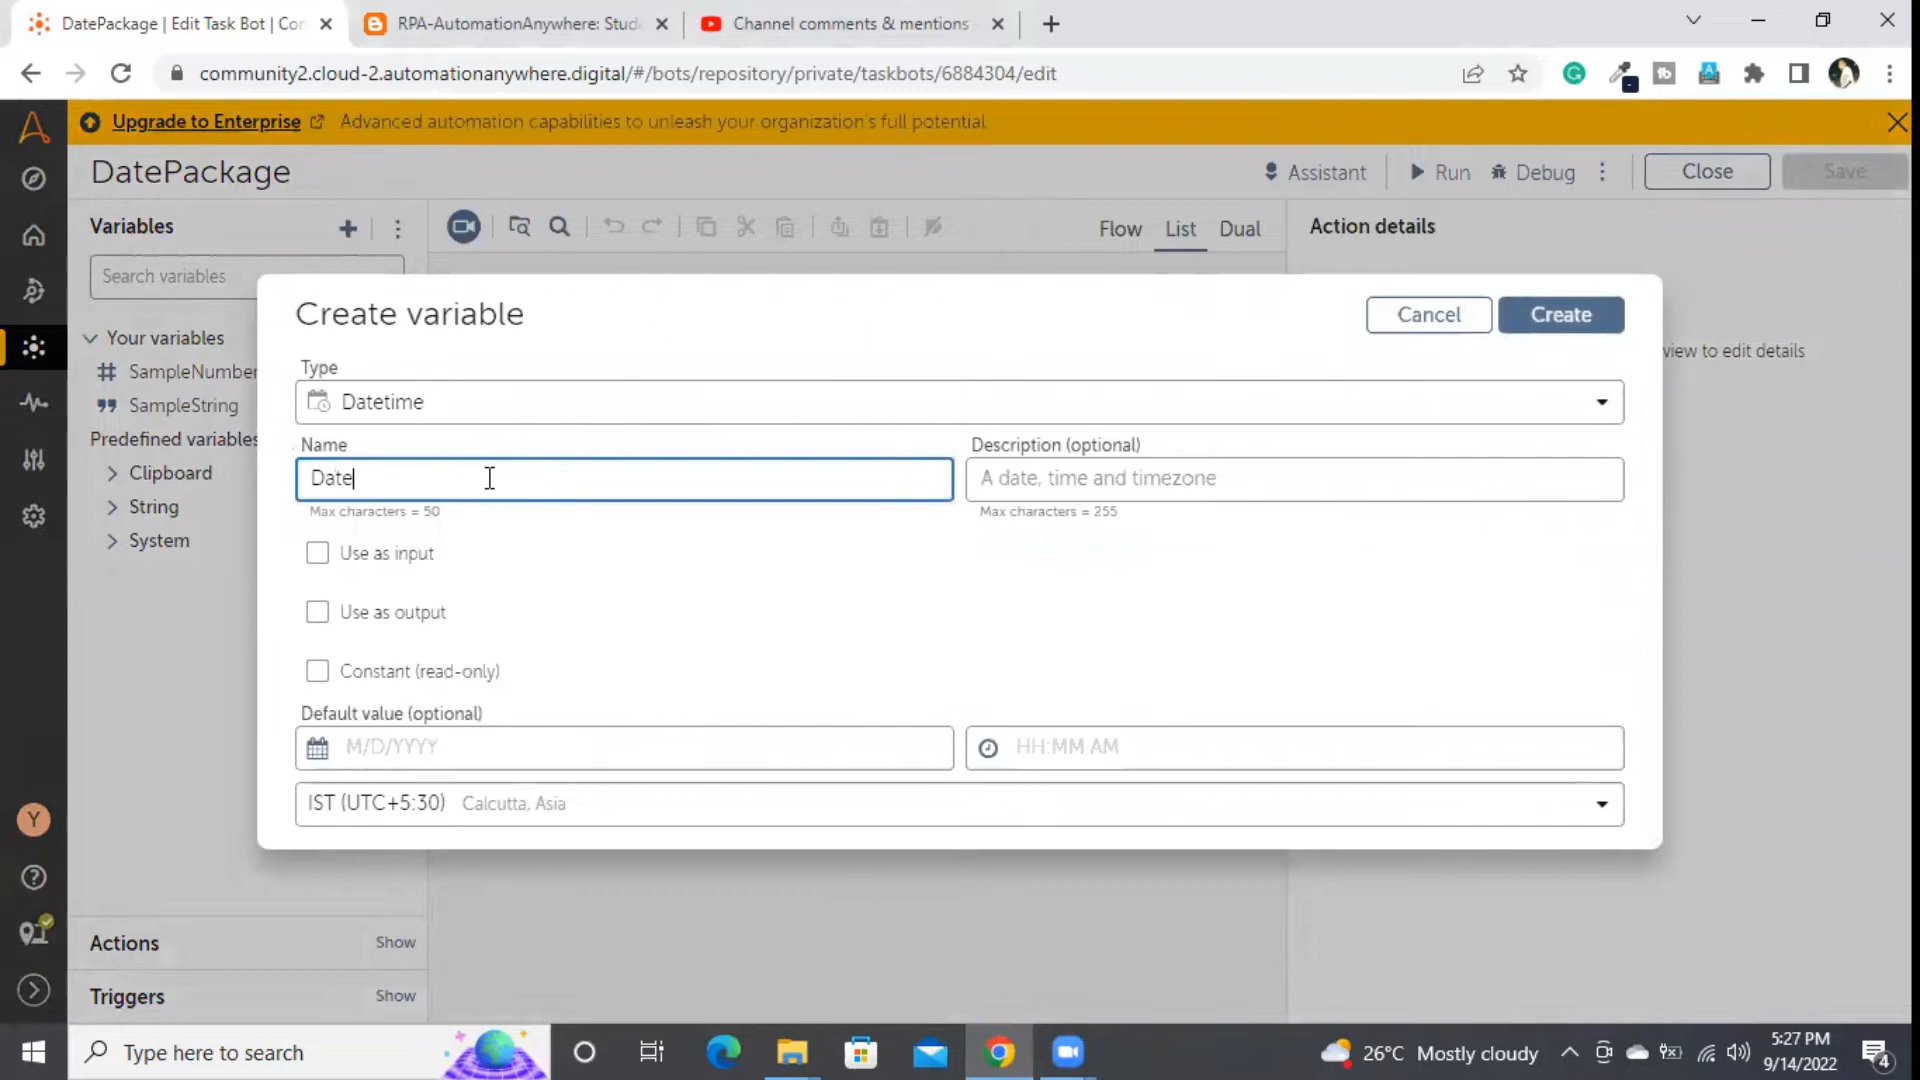 DatePackage | Edit Task Bot | Con
RPA-AutomationAnywhere: Stud
Channel comments & mentions
community2.cloud-2.automationanywhere.digital/#/bots/repository/private/taskbots/6884304/edit
Upgrade to Enterprise Advanced automation capabilities to unleash your organization's full potential.
DatePackage
Assistant
Run
Debug
Close
Save
Variables
Flow
List
Dual
Action details
Search variables
Create variable
Cancel
Create
Your variables
SampleNumber
SampleString
view to edit details
Type
Datetime
Predefined variables
Clipboard
String
System
Name
Description (optional)
Date
A date, time and timezone
Max characters = 50
Max characters = 255
Use as input
Use as output
Constant (read-only)
Default value (optional)
M/D/YYYY
HH:MM AM
IST (UTC+5:30) Calcutta, Asia
Y
Actions
Show
Triggers
Show
Type here to search
26°C Mostly cloudy
5:27 PM
9/14/2022
4